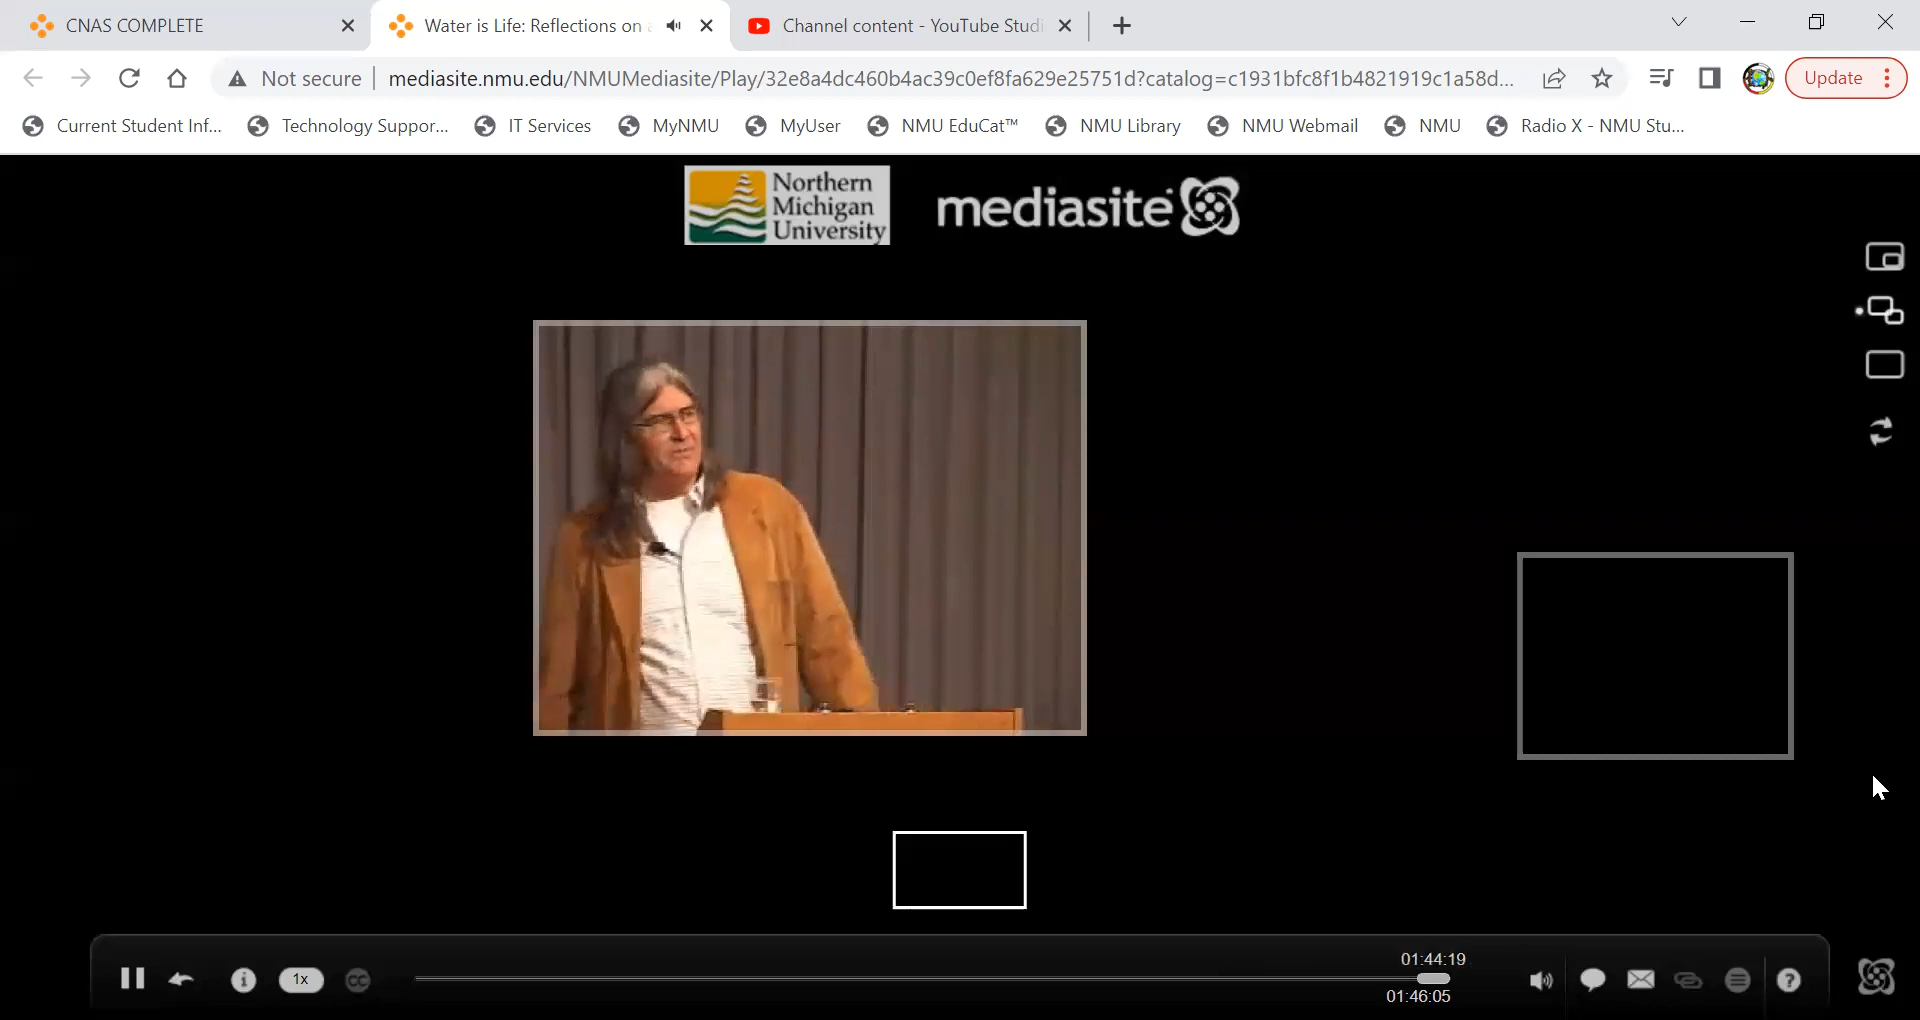 CNAS COMPLETE
Water is Life: Reflections on a
Channel content - YouTube Studi
Not secure
mediasite.nmu.edu/NMUMediasite/Play/32e8a4dc460b4ac39c0ef8fa629e25751d?catalog=c1931bfc8f1b4821919c1a58d...
Update
Current Student Inf...
Technology Suppor...
IT Services
MyNMU
MyUser
NMU EduCat™
NMU Library
NMU Webmail
NMU
Radio X - NMU Stu...
Northern
Michigan
University
mediasite
01:44:19
1x
CC
01:46:05